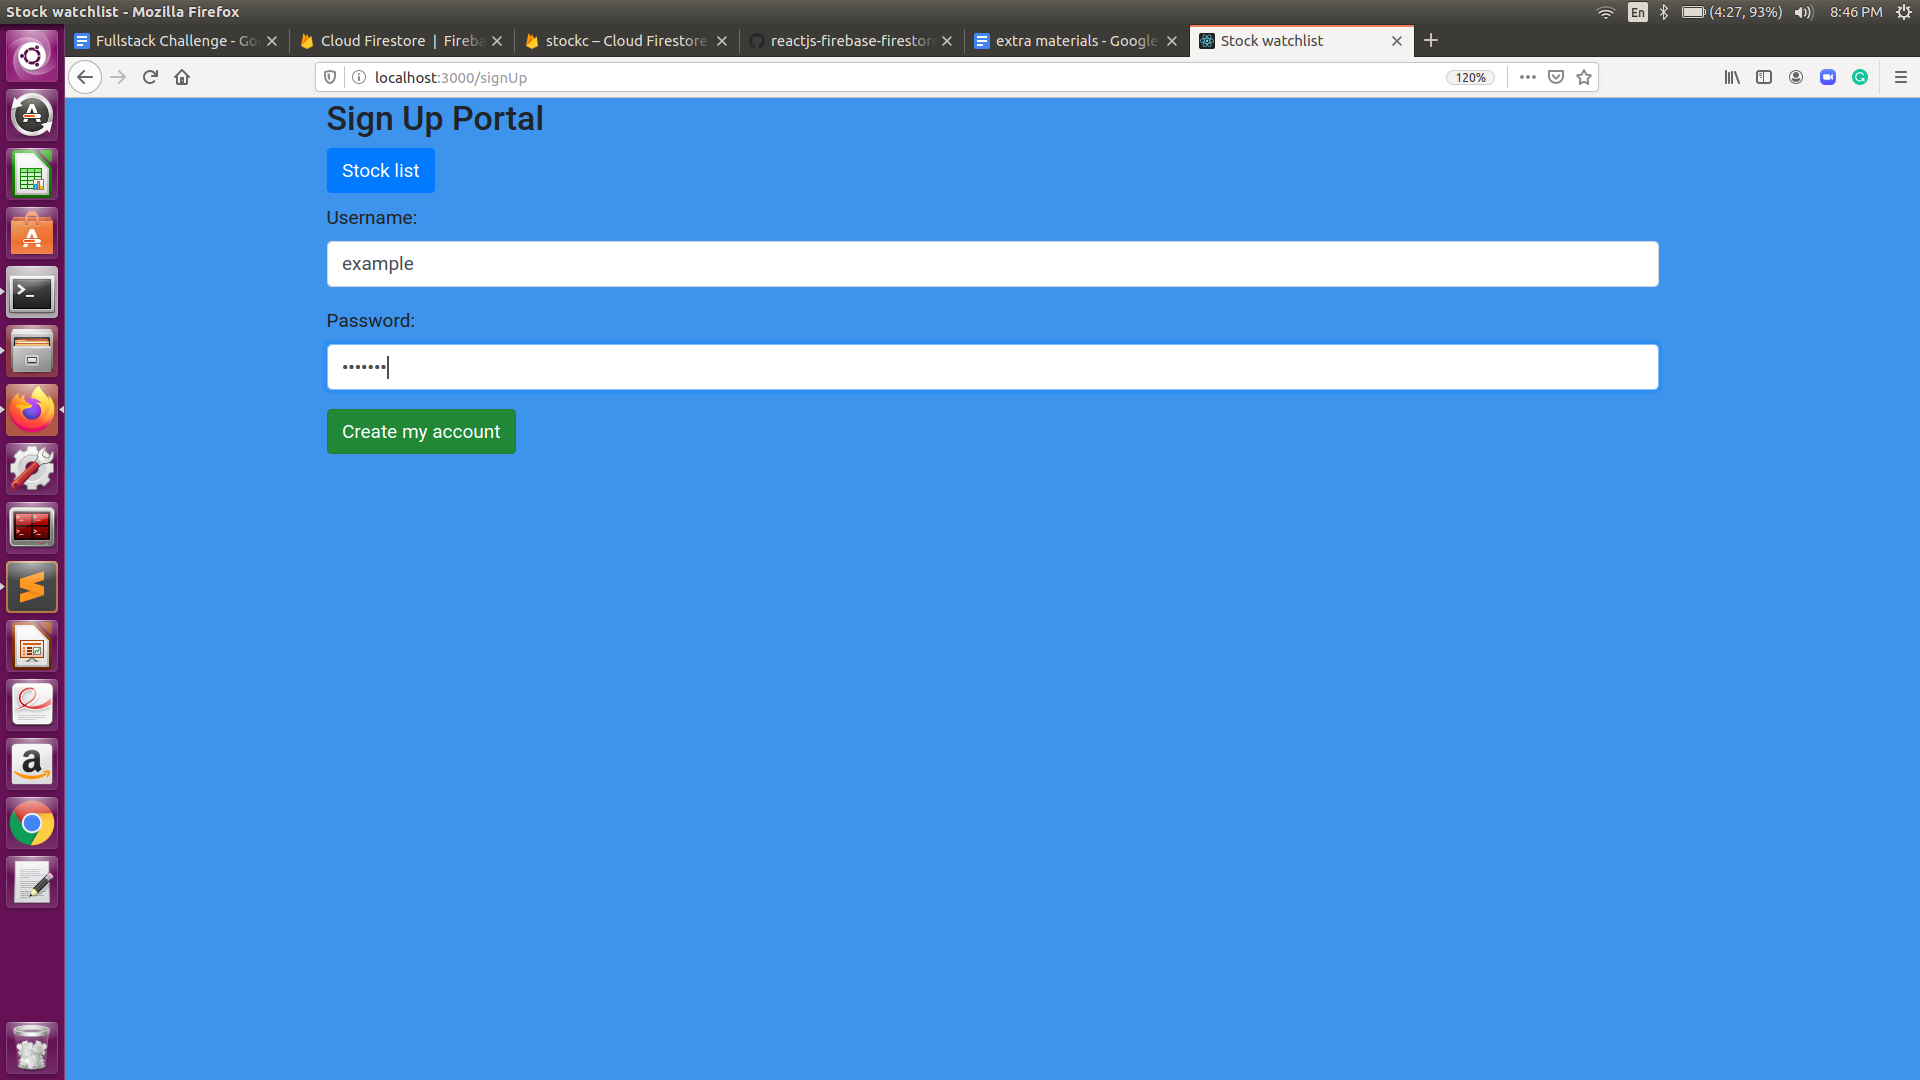 Stock watchlist - Mozilla Firefox
En
(4:27, 93%)
8:46 PM
Fullstack Challenge - Go
Cloud Firestore | Fireba
stockc – Cloud Firestore
reactjs-firebase-firestore
extra materials - Google
Stock watchlist
localhost:3000/signUp
120%
Sign Up Portal
Stock list
Username:
example
Password:
•••••••
Create my account